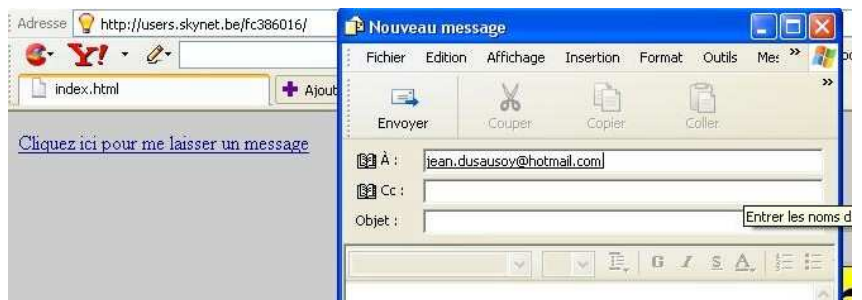 Adresse http://users.skynet.be/fc386016/
Y!
index.html
Ajout
Cliquez ici pour me laisser un message
Nouveau message
Fichier Edition Affichage Insertion Format Outils Mes »
Envoyer Couper Copier Coller »
À : jean.dusausoy@hotmail.com
Cc :
Objet :
Entrer les noms d
G I S A